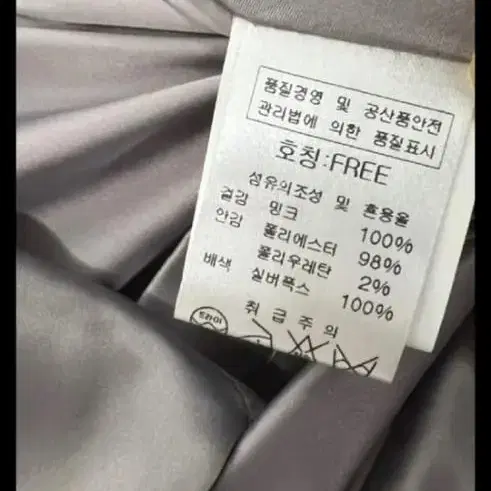 품질경영 및 공산품안전
관리법에 의한 품질표시
호칭:FREE
섬유의조성 및 혼용율
겉감 밍크 100%
안감 폴리에스터 98%
폴리우레탄 2%
배색 실버폭스 100%
취급주의
드라이